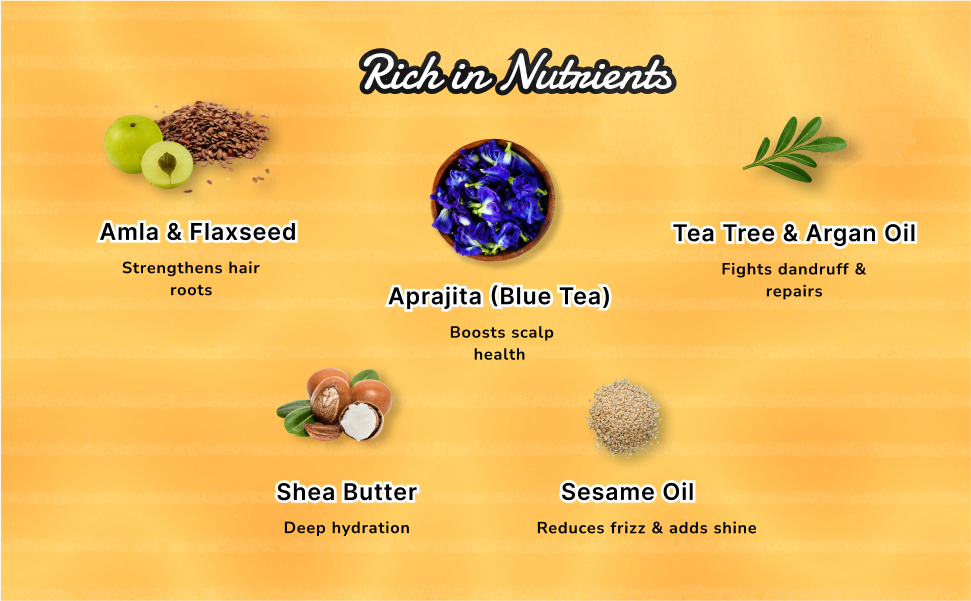 Rich in Nutrients
Amla & Flaxseed
Strengthens hair
roots
Aprajita (Blue Tea)
Boosts scalp
health
Tea Tree & Argan Oil
Fights dandruff &
repairs
Shea Butter
Deep hydration
Sesame Oil
Reduces frizz & adds shine